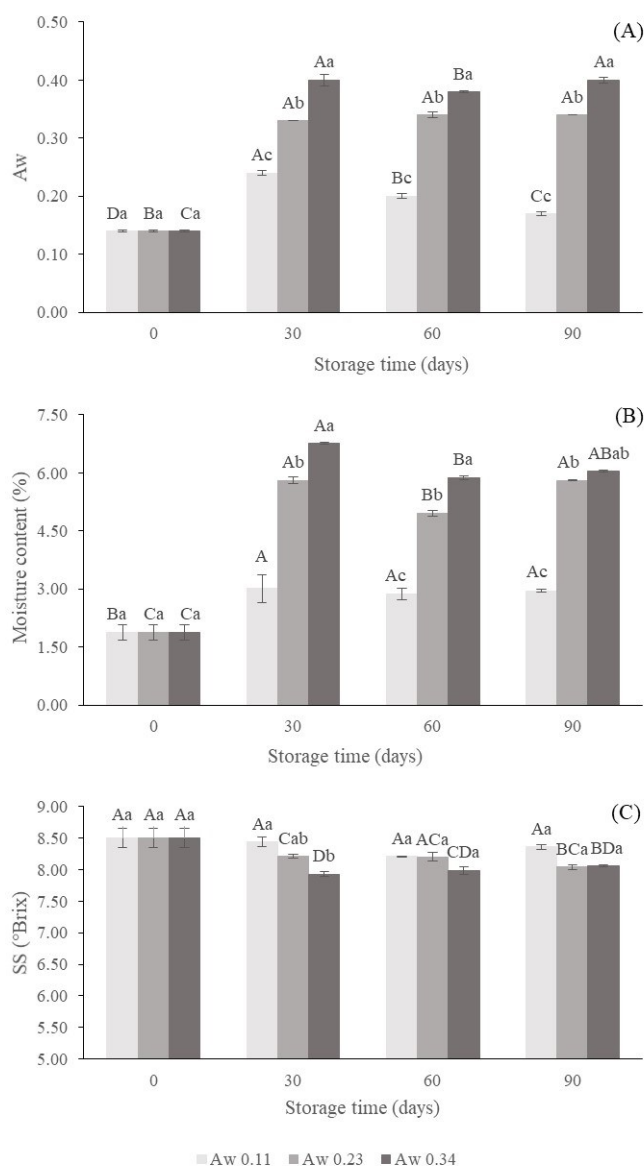 (A)
0.50
0.40
0.30
0.20
0.10
0.00
Aw
Da Ba Ca
Ac Ab Aa
Bc Ab Ba
Cc Ab Aa
0 30 60 90
Storage time (days)
(B)
7.50
6.00
4.50
3.00
1.50
0.00
Moisture content (%)
Ba Ca Ca
A Ab Aa
Ac Bb Ba
Ac Ab ABab
0 30 60 90
Storage time (days)
(C)
9.00
8.50
8.00
7.50
7.00
6.50
6.00
5.50
5.00
SS (°Brix)
Aa Aa Aa
Aa Cab Db
Aa ACa CDa
Aa BCa BDa
0 30 60 90
Storage time (days)
Aw 0.11 Aw 0.23 Aw 0.34